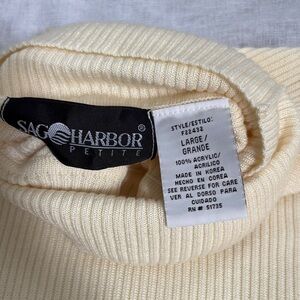 SAG HARBOR®
PETITE
STYLE/ESTILO:
F22432
LARGE/
GRANDE
100% ACRYLIC/
ACRILICO
MADE IN KOREA
HECHO EN COREA
SEE REVERSE FOR CARE
VER AL DORSO PARA
CUIDADO
RN # 51735